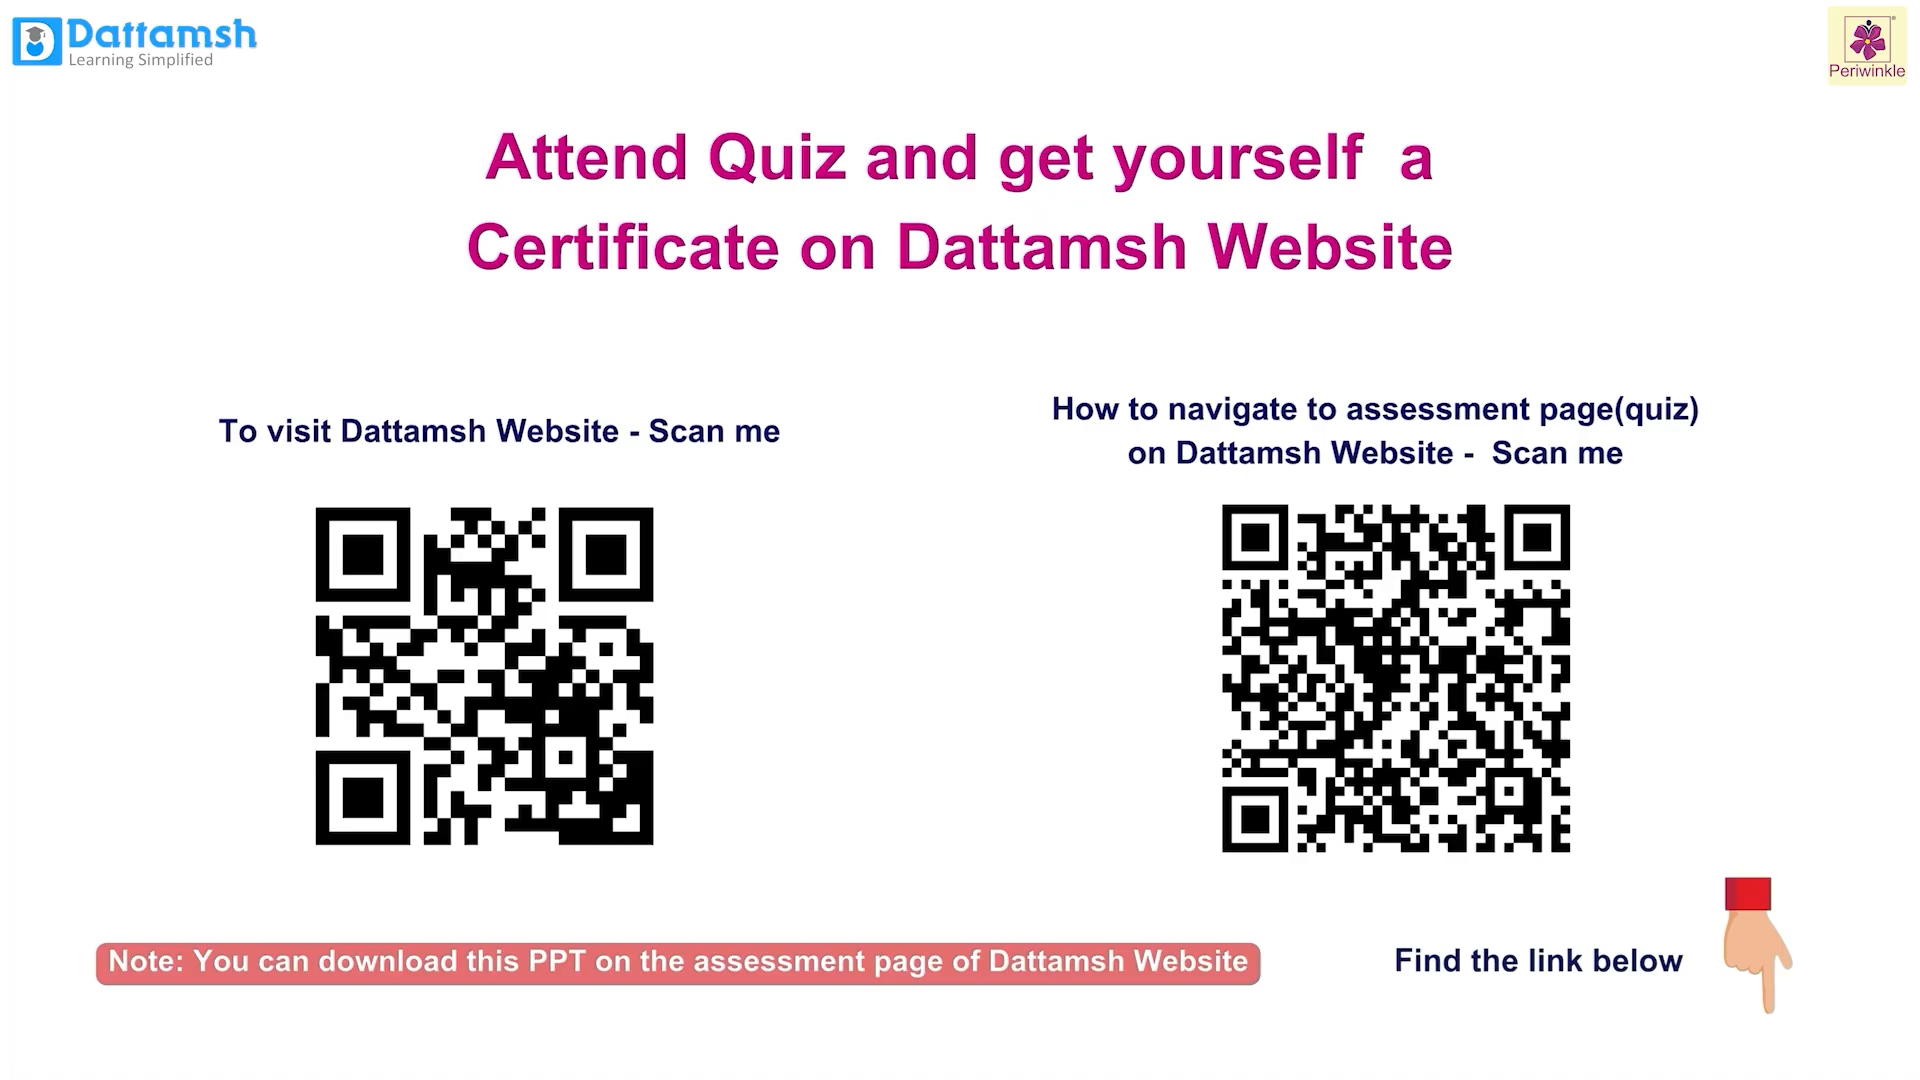 Dattamsh
Learning Simplified
Periwinkle
Attend Quiz and get yourself a
Certificate on Dattamsh Website
To visit Dattamsh Website - Scan me
How to navigate to assessment page(quiz)
on Dattamsh Website - Scan me
Note: You can download this PPT on the assessment page of Dattamsh Website
Find the link below